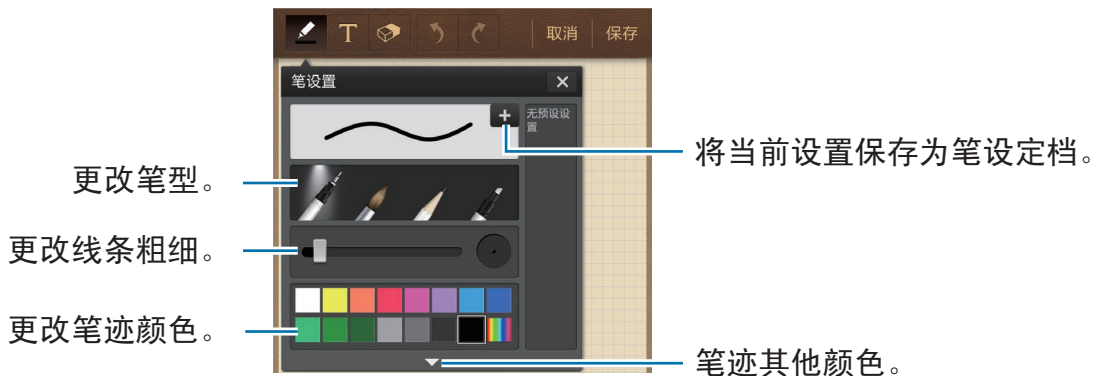 T
取消
保存
笔设置
无预设设
置
将当前设置保存为笔设定档。
更改笔型。
更改线条粗细。
更改笔迹颜色。
笔迹其他颜色。